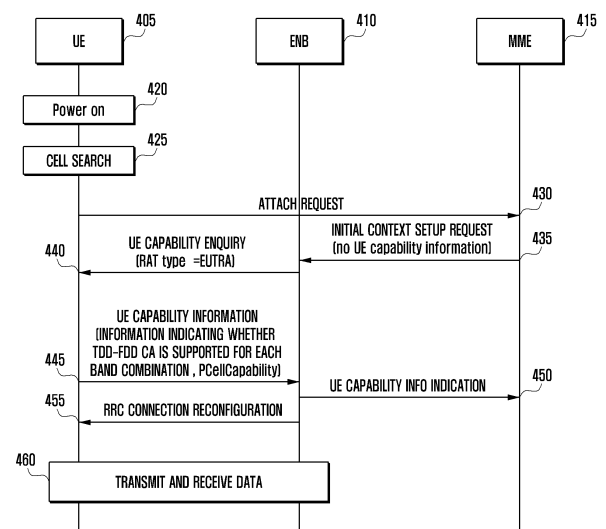 405
410
415
UE
ENB
MME
420
Power on
425
CELL SEARCH
ATTACH REQUEST
430
INITIAL CONTEXT SETUP REQUEST
(no UE capability information)
435
UE CAPABILITY ENQUIRY
(RAT type =EUTRA)
440
UE CAPABILITY INFORMATION
(INFORMATION INDICATING WHETHER
TDD-FDD CA IS SUPPORTED FOR EACH
BAND COMBINATION , PCellCapability)
445
UE CAPABILITY INFO INDICATION
450
455
RRC CONNECTION RECONFIGURATION
460
TRANSMIT AND RECEIVE DATA